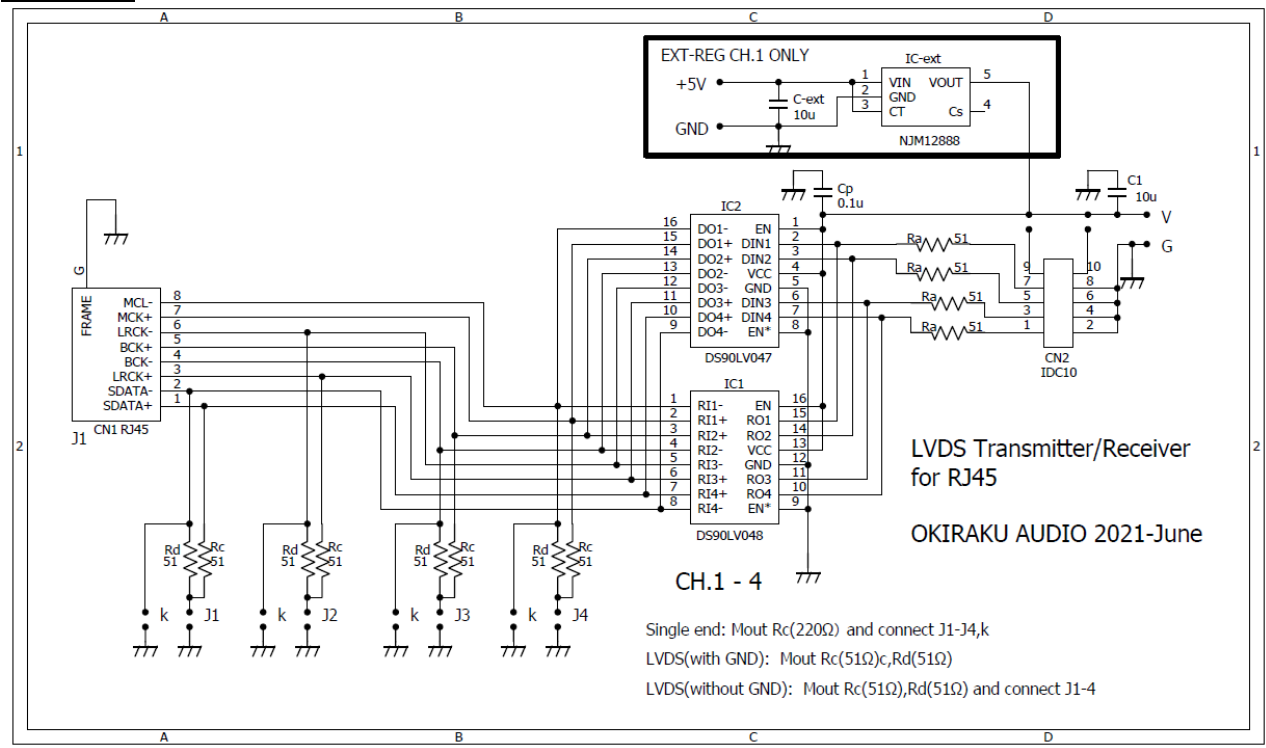 A B C D
EXT-REG CH.1 ONLY
IC-ext
+5V
1 VIN VOUT 5
2 GND
3 CT Cs 4
C-ext
10u
GND
NJM12888
1 1
Cp
0.1u
C1
10u
IC2
V
16 DO1- EN 1
15 DO1+ DIN1 2
14 DO2+ DIN2 3
13 DO2- VCC 4
12 DO3- GND 5
11 DO3+ DIN3 6
10 DO4+ DIN4 7
9 DO4- EN* 8
DS90LV047
Ra 51
Ra 51
Ra 51
Ra 51
G
9 10
7 8
5 6
3 4
1 2
CN2
IDC10
G
FRAME
MCL- 8
MCK+ 7
LRCK- 6
BCK+ 5
BCK- 4
LRCK+ 3
SDATA- 2
SDATA+ 1
CN1 RJ45
J1
IC1
1 RI1- EN 16
2 RI1+ RO1 15
3 RI2+ RO2 14
4 RI2- VCC 13
5 RI3- GND 12
6 RI3+ RO3 11
7 RI4+ RO4 10
8 RI4- EN* 9
DS90LV048
2 2
LVDS Transmitter/Receiver
for RJ45
OKIRAKU AUDIO 2021-June
Rd Rc Rd Rc Rd Rc Rd Rc
51 51 51 51 51 51 51 51
k J1 k J2 k J3 k J4
CH.1 - 4
Single end: Mout Rc(220Ω) and connect J1-J4,k
LVDS(with GND): Mout Rc(51Ω)c,Rd(51Ω)
LVDS(without GND): Mout Rc(51Ω),Rd(51Ω) and connect J1-4
A B C D